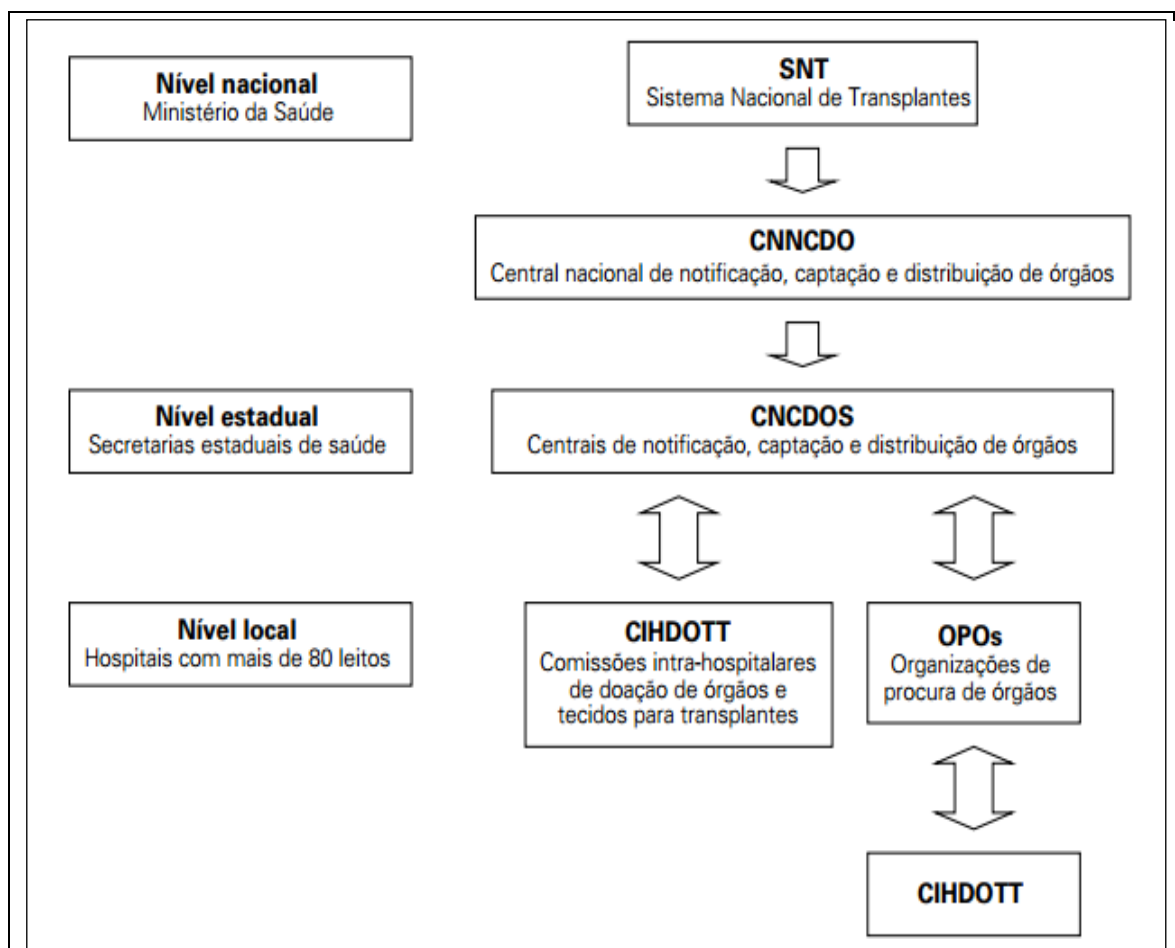 Nível nacional
Ministério da Saúde
SNT
Sistema Nacional de Transplantes
CNNCDO
Central nacional de notificação, captação e distribuição de órgãos
Nível estadual
Secretarias estaduais de saúde
CNCDOS
Centrais de notificação, captação e distribuição de órgãos
Nível local
Hospitais com mais de 80 leitos
CIHDOTT
Comissões intra-hospitalares
de doação de órgãos e
tecidos para transplantes
OPOs
Organizações de
procura de órgãos
CIHDOTT